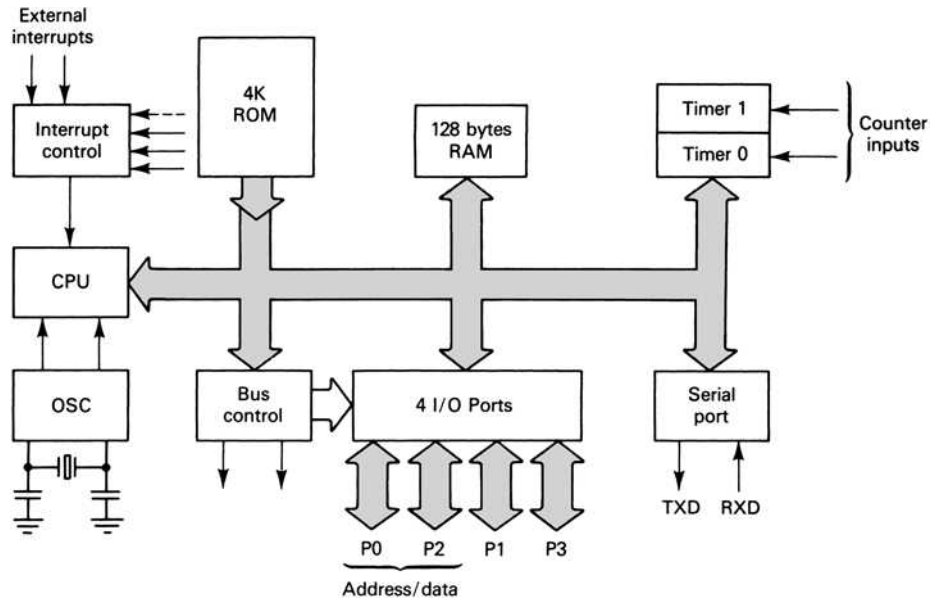 External
interrupts
4K
ROM
Interrupt
control
128 bytes
RAM
Timer 1
Timer 0
Counter
inputs
CPU
OSC
Bus
control
4 I/O Ports
Serial
port
TXD
RXD
P0
P2
P1
P3
Address/data